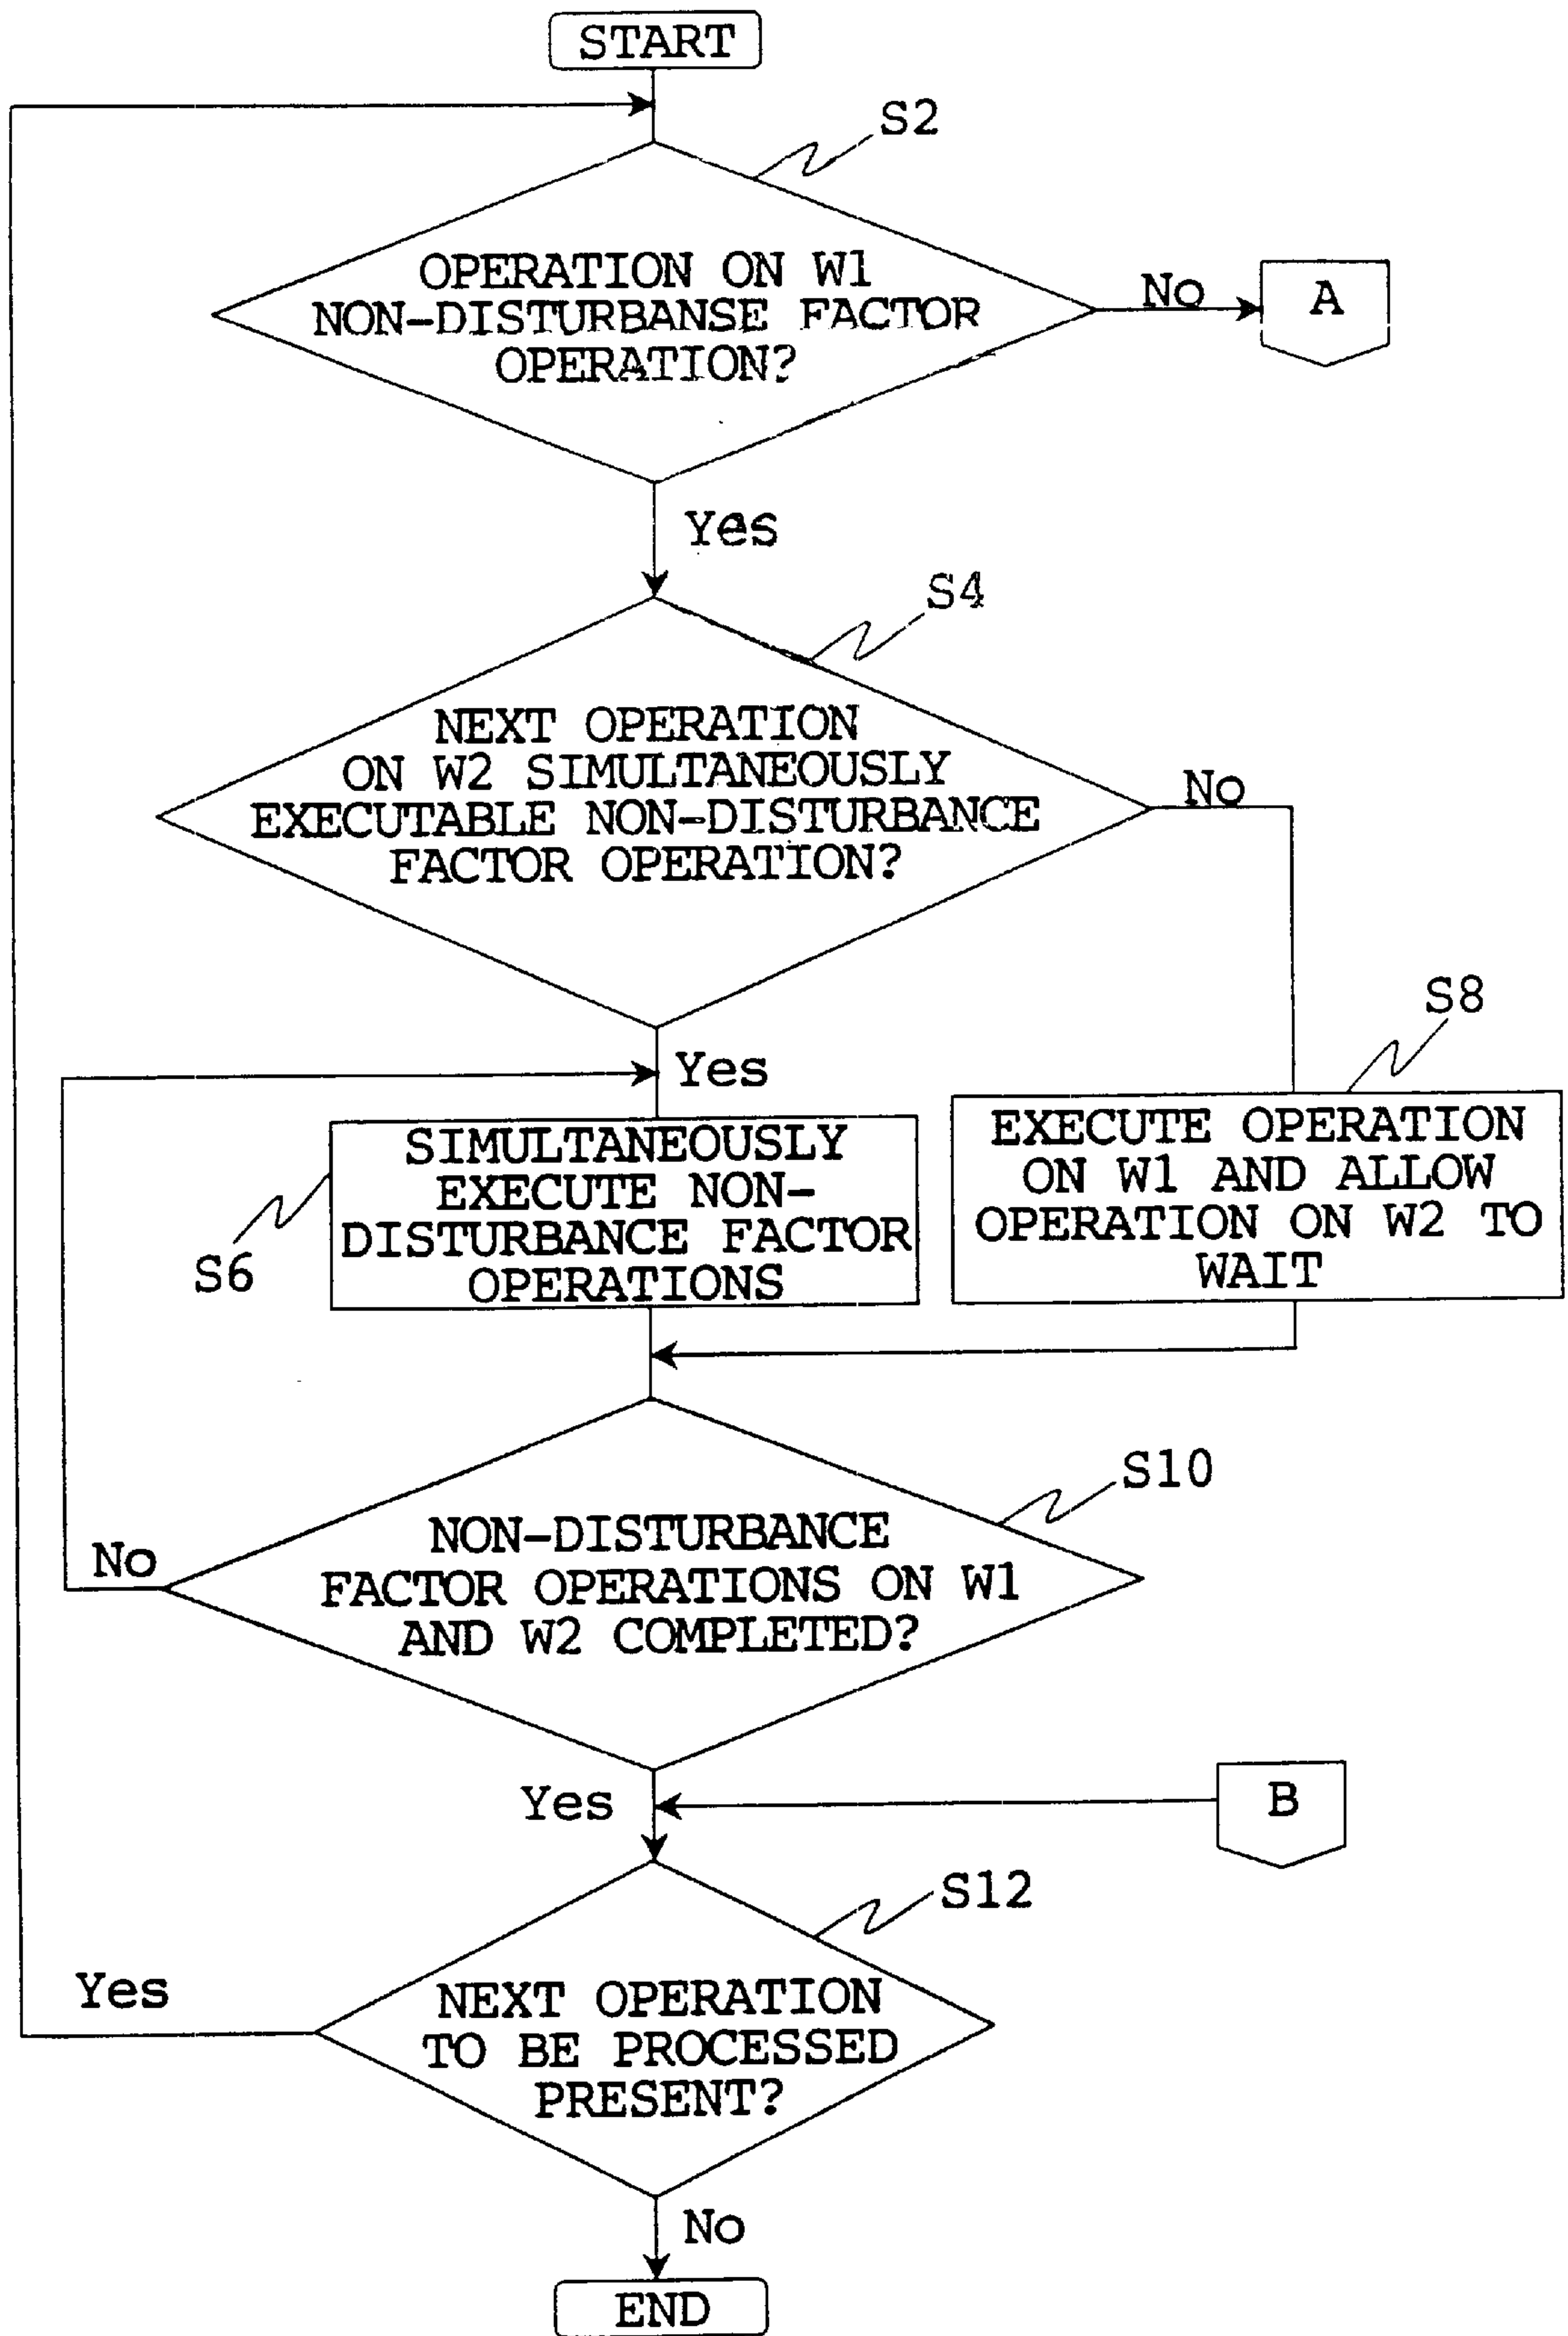 START
S2
OPERATION ON W1
NON-DISTURBANSE FACTOR
OPERATION?
No
A
Yes
S4
NEXT OPERATION
ON W2 SIMULTANEOUSLY
EXECUTABLE NON-DISTURBANCE
FACTOR OPERATION?
No
Yes
S8
SIMULTANEOUSLY
EXECUTE NON-
DISTURBANCE FACTOR
OPERATIONS
S6
EXECUTE OPERATION
ON W1 AND ALLOW
OPERATION ON W2 TO
WAIT
S10
NON-DISTURBANCE
FACTOR OPERATIONS ON W1
AND W2 COMPLETED?
No
Yes
B
S12
NEXT OPERATION
TO BE PROCESSED
PRESENT?
Yes
No
END